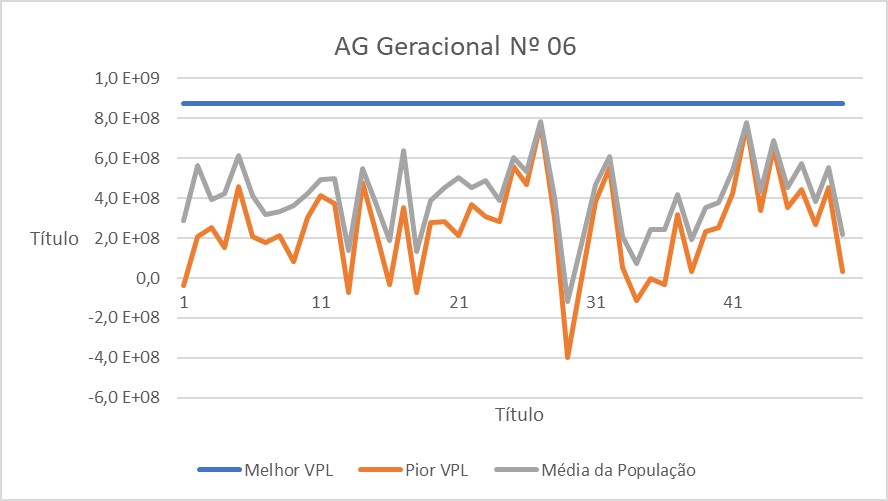 AG Geracional Nº 06
1,0 E+09
8,0 E+08
6,0 E+08
4,0 E+08
2,0 E+08
0,0
-2,0 E+08
-4,0 E+08
-6,0 E+08
Título
1 11 21 31 41
Título
Melhor VPL Pior VPL Média da População